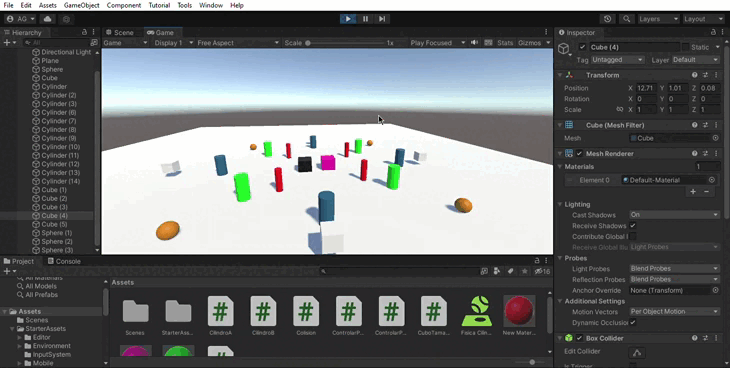 File Edit Assets GameObject Component Tutorial Tools Window Help
AG Layers Layout
Hierarchy Scene Game Inspector
All
Game Display 1 Free Aspect Scale 1x Play Focused Stats Gizmos
Directional Light
Plane
Sphere
Cube
Cylinder
Cylinder (2)
Cylinder (3)
Cylinder (6)
Cylinder (7)
Cylinder (8)
Cylinder (9)
Cylinder (10)
Cylinder (11)
Cylinder (12)
Cylinder (13)
Cylinder (14)
Cube (1)
Cube (2)
Cube (3)
Cube (4)
Cube (5)
Sphere (1)
Sphere (2)
Sphere (3)
Cube (4) Static
Tag Untagged Layer Default
Transform
Position X 12.71 Y 1.01 Z 0.08
Rotation X 0 Y 0 Z 0
Scale X 1 Y 1 Z 1
Cube (Mesh Filter)
Mesh Cube
Mesh Renderer
Materials 1
Element 0 Default-Material
Lighting
Cast Shadows On
Receive Shadows
Contribute Global I
Receive Global Illu Light Probes
Probes
Light Probes Blend Probes
Reflection Probes Blend Probes
Anchor Override None (Transform)
Additional Settings
Motion Vectors Per Object Motion
Dynamic Occlusio
Box Collider
Edit Collider
Is Trigger
Project Console
16
All Materials
All Models
All Prefabs
Assets
Scenes
StarterAssets
Editor
Environment
InputSystem
Mobile
Assets
Scenes StarterAss... CilindroA CilindroB Colision ControlarP... ControlarP... CuboTama... Fisica Cilin... New Mater...